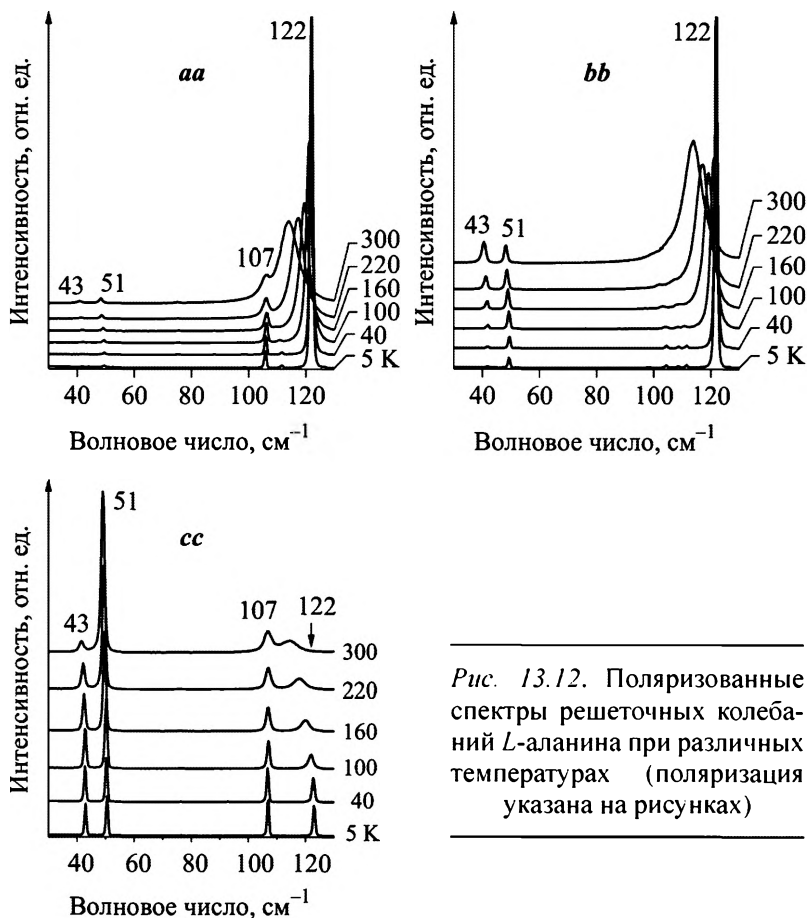 122
aa
Интенсивность, отн. ед.
43
51
107
300
220
160
100
40
5 K
40 60 80 100 120
Волновое число, см⁻¹
122
bb
Интенсивность, отн. ед.
43
51
300
220
160
100
40
5 K
40 60 80 100 120
Волновое число, см⁻¹
51
cc
Интенсивность, отн. ед.
43
107
122
300
220
160
100
40
5 K
40 60 80 100 120
Волновое число, см⁻¹
Рис. 13.12. Поляризованные
спектры решеточных колеба-
ний L-аланина при различных
температурах (поляризация
указана на рисунках)